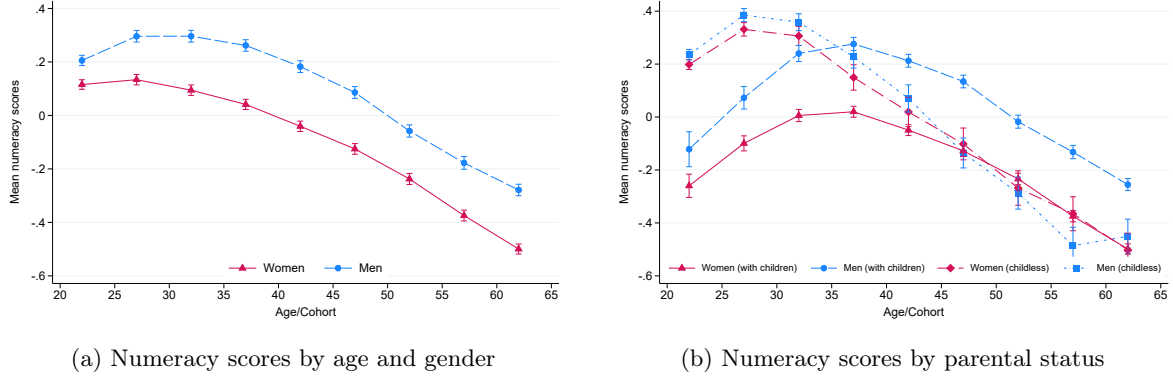 .4
.2
0
-.2
-.4
-.6
Mean numeracy scores
Women Men
20 25 30 35 40 45 50 55 60 65
Age/Cohort
(a) Numeracy scores by age and gender
.4
.2
0
-.2
-.4
-.6
Mean numeracy scores
Women (with children) Men (with children) Women (childless) Men (childless)
20 25 30 35 40 45 50 55 60 65
Age/Cohort
(b) Numeracy scores by parental status